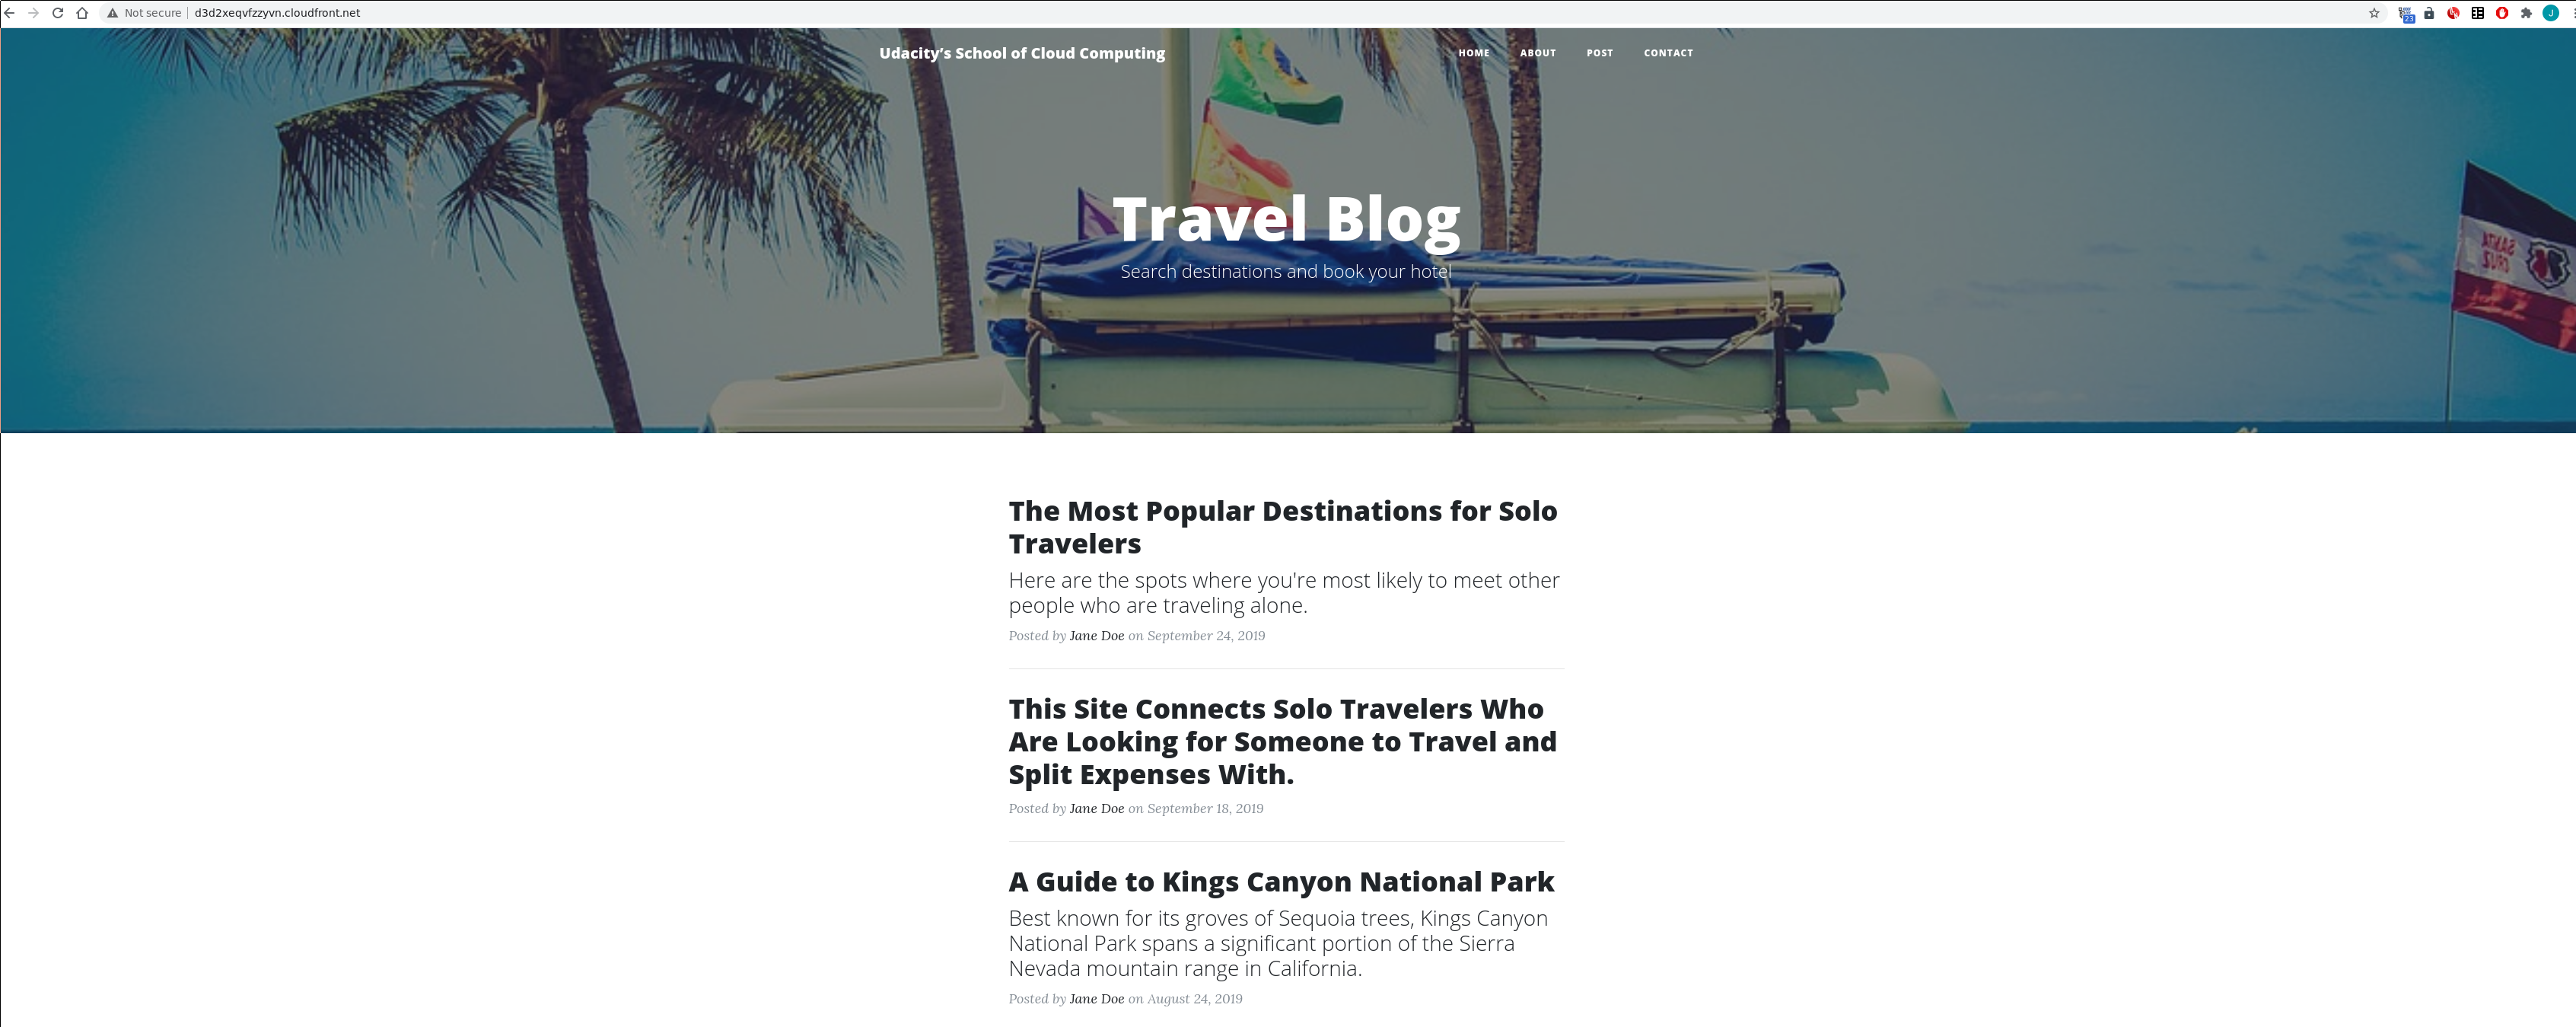 Not secure d3d2xeqvfzzyvn.cloudfront.net
23
J
Udacity’s School of Cloud Computing
HOME ABOUT POST CONTACT
Travel Blog
Search destinations and book your hotel
The Most Popular Destinations for Solo
Travelers
Here are the spots where you're most likely to meet other
people who are traveling alone.
Posted by Jane Doe on September 24, 2019
This Site Connects Solo Travelers Who
Are Looking for Someone to Travel and
Split Expenses With.
Posted by Jane Doe on September 18, 2019
A Guide to Kings Canyon National Park
Best known for its groves of Sequoia trees, Kings Canyon
National Park spans a significant portion of the Sierra
Nevada mountain range in California.
Posted by Jane Doe on August 24, 2019